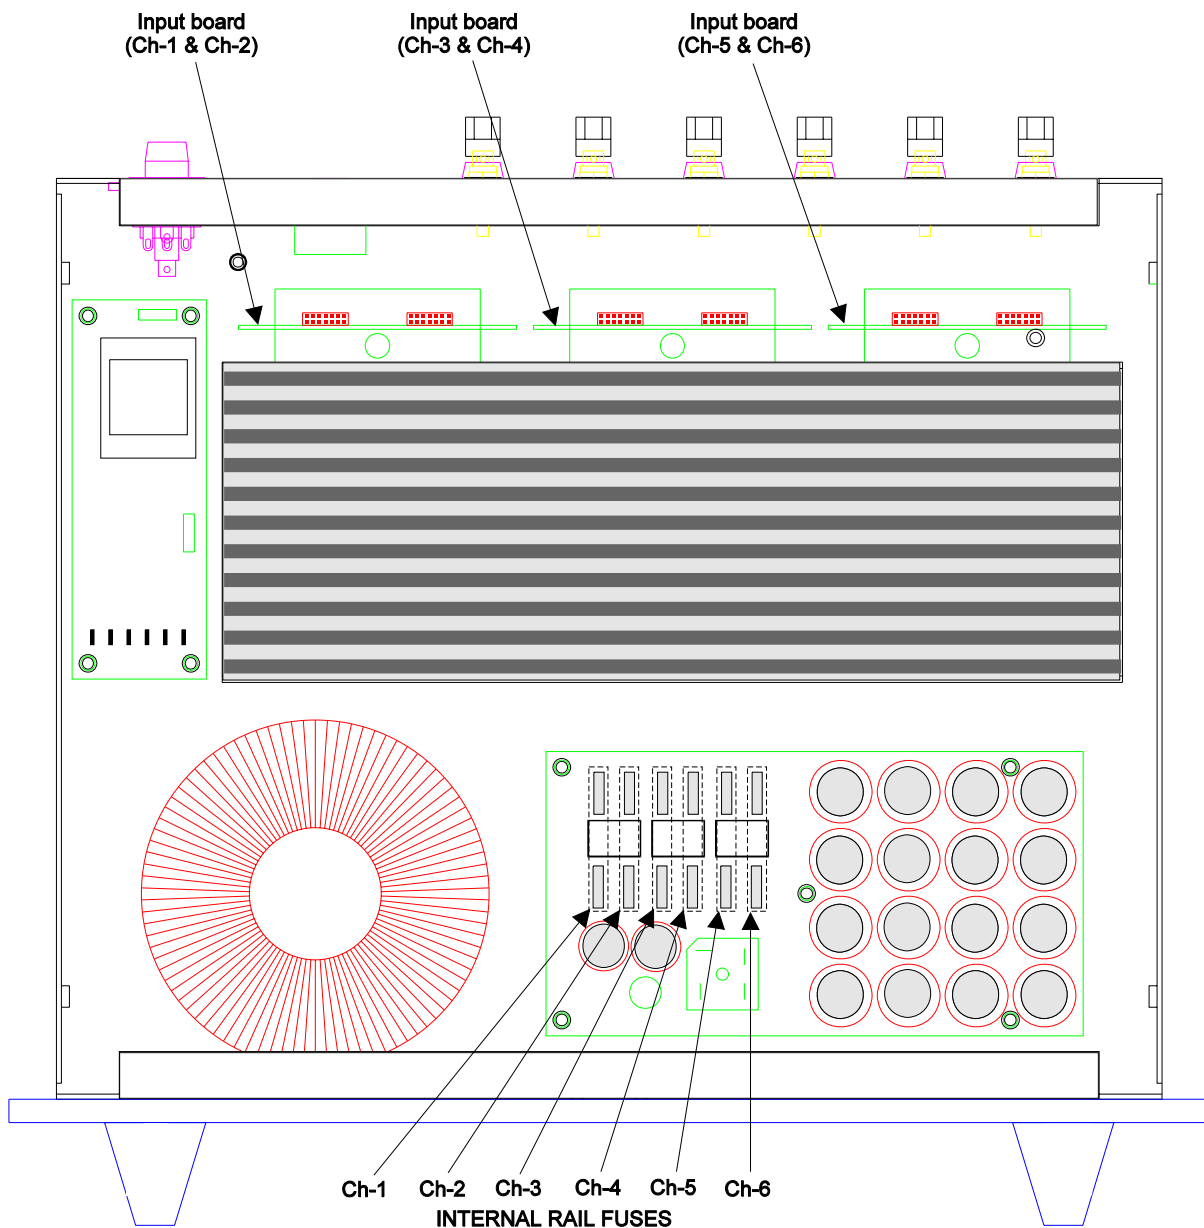 Input board
(Ch-1 & Ch-2)
Input board
(Ch-3 & Ch-4)
Input board
(Ch-5 & Ch-6)
Ch-1 Ch-2 Ch-3 Ch-4 Ch-5 Ch-6
INTERNAL RAIL FUSES